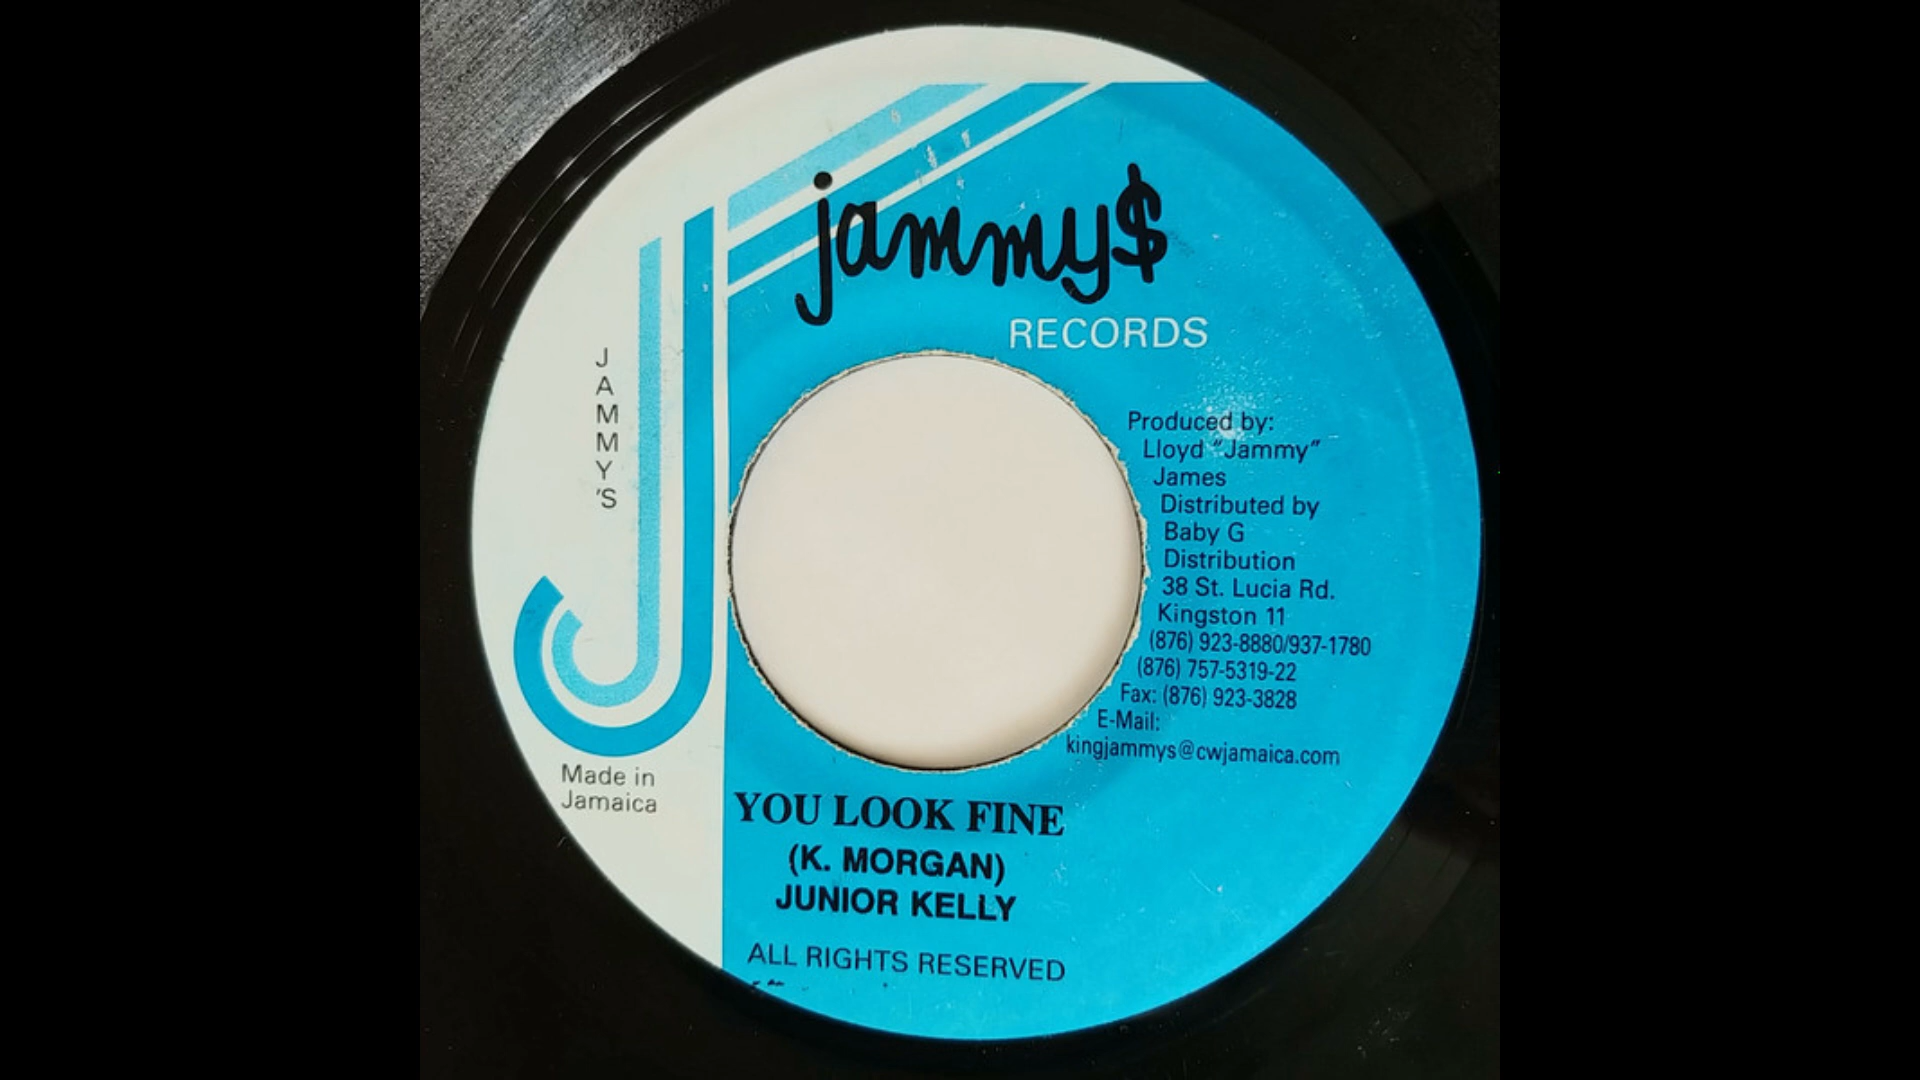 jammy$
RECORDS
J
A
M
M
Y
'S
Produced by:
Lloyd "Jammy"
James
Distributed by
Baby G
Distribution
38 St. Lucia Rd.
Kingston 11
(876) 923-8880/937-1780
(876) 757-5319-22
Fax: (876) 923-3828
E-Mail:
kingjammys@cwjamaica.com
Made in
Jamaica
YOU LOOK FINE
(K. MORGAN)
JUNIOR KELLY
ALL RIGHTS RESERVED